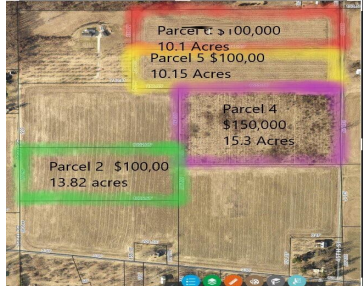 Parcel $100,000
10.1 Acres
Parcel 5 $100,00
10.15 Acres
Parcel 4
$150,000
15.3 Acres
Parcel 2 $100,00
13.82 acres